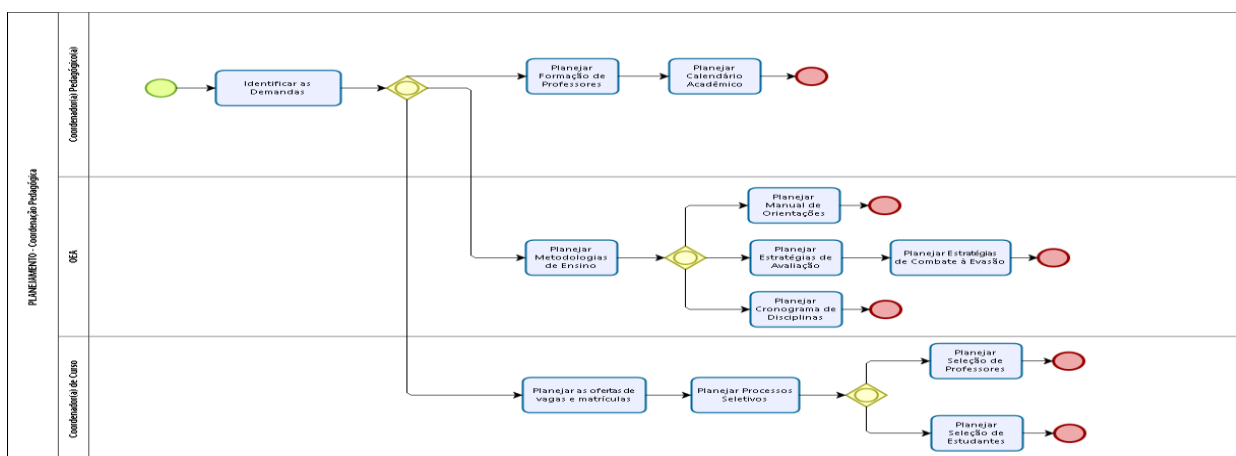 PLANEJAMENTO - Coordenação Pedagógica
Coordenador(a) Pedagógico(a)
Identificar as
Demandas
Planejar
Formação de
Professores
Planejar
Calendário
Acadêmico
OEA
Planejar
Metodologias
de Ensino
Planejar
Manual de
Orientações
Planejar
Estratégias de
Avaliação
Planejar Estratégias
de Combate à Evasão
Planejar
Cronograma de
Disciplinas
Coordenador(a) de Curso
Planejar as ofertas de
vagas e matrículas
Planejar Processos
Seletivos
Planejar
Seleção de
Professores
Planejar
Seleção de
Estudantes